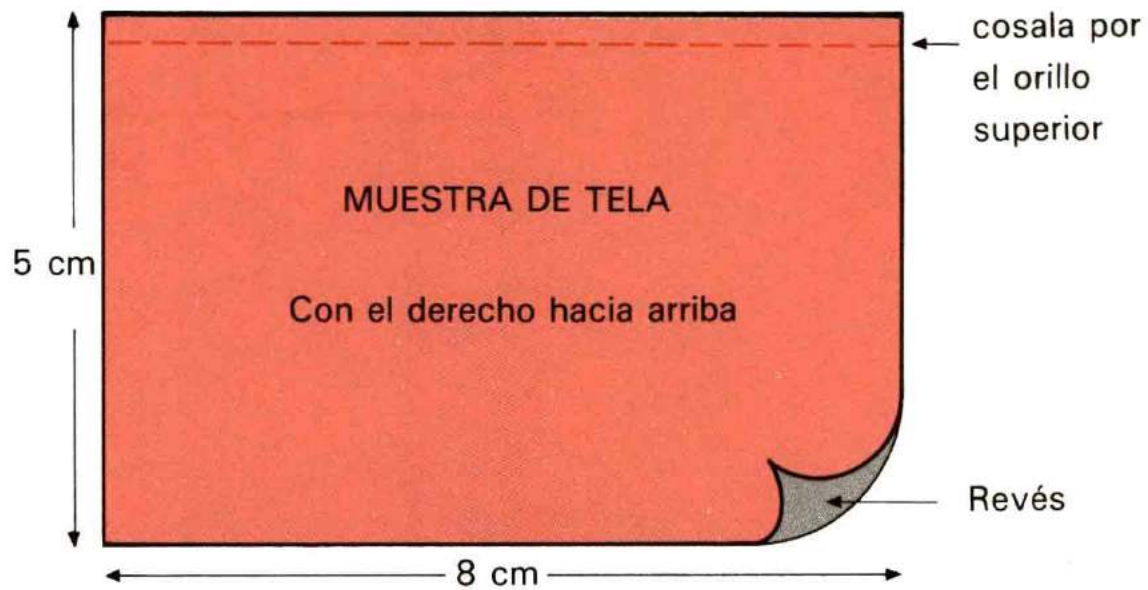 cosala por
el orillo
superior
MUESTRA DE TELA
Con el derecho hacia arriba
5 cm
Revés
8 cm